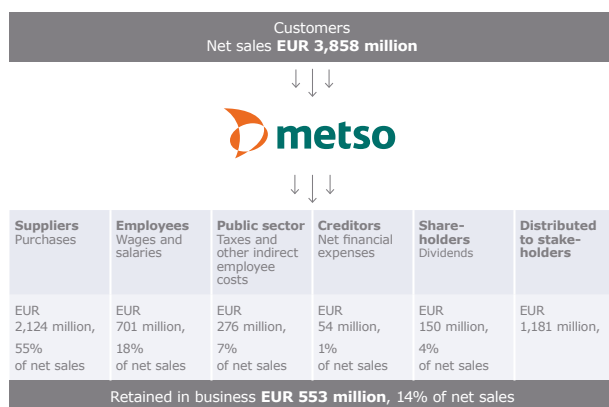 Customers
Net sales EUR 3,858 million
metso
Suppliers
Purchases
Employees
Wages and
salaries
Public sector
Taxes and
other indirect
employee
costs
Creditors
Net financial
expenses
Share-
holders
Dividends
Distributed
to stake-
holders
EUR
2,124 million,
55%
of net sales
EUR
701 million,
18%
of net sales
EUR
276 million,
7%
of net sales
EUR
54 million,
1%
of net sales
EUR
150 million,
4%
of net sales
EUR
1,181 million,
Retained in business EUR 553 million, 14% of net sales